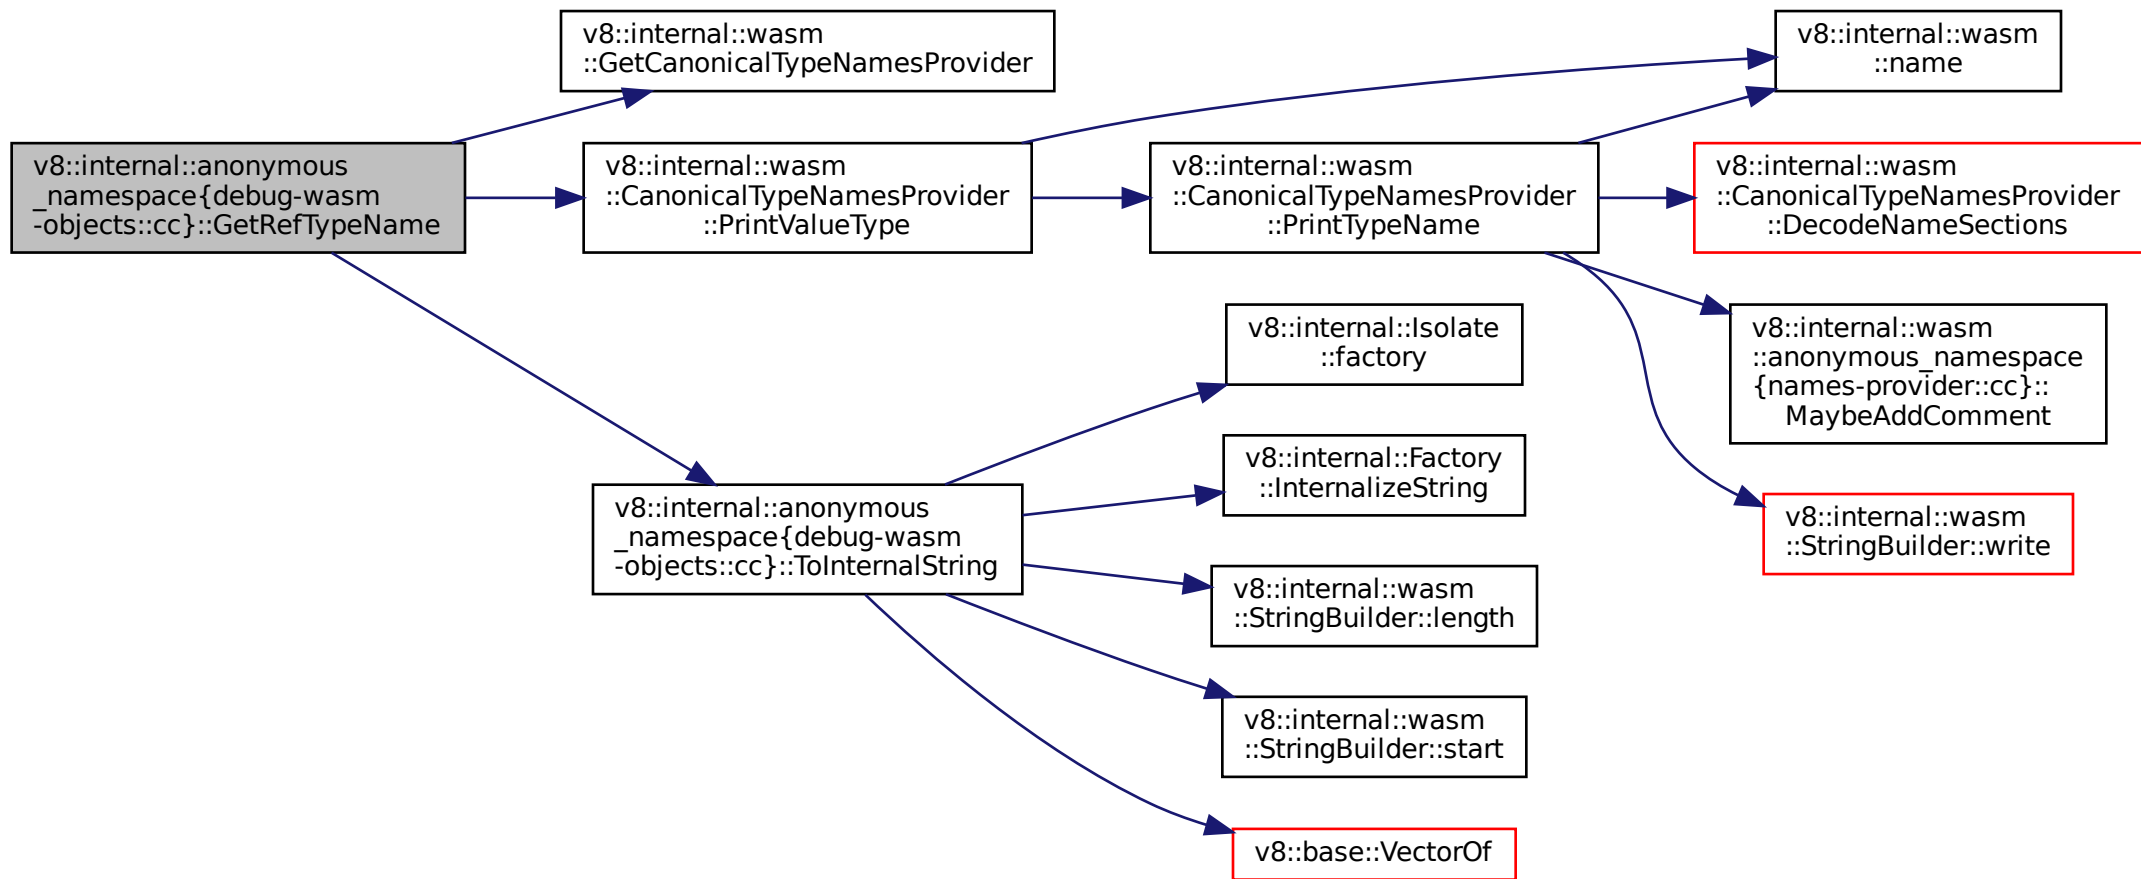 v8::internal::wasm
::GetCanonicalTypeNamesProvider
v8::internal::wasm
::name
v8::internal::anonymous
_namespace{debug-wasm
-objects::cc}::GetRefTypeName
v8::internal::wasm
::CanonicalTypeNamesProvider
::PrintValueType
v8::internal::wasm
::CanonicalTypeNamesProvider
::PrintTypeName
v8::internal::wasm
::CanonicalTypeNamesProvider
::DecodeNameSections
v8::internal::Isolate
::factory
v8::internal::wasm
::anonymous_namespace
{names-provider::cc}::
MaybeAddComment
v8::internal::Factory
::InternalizeString
v8::internal::anonymous
_namespace{debug-wasm
-objects::cc}::ToInternalString
v8::internal::wasm
::StringBuilder::write
v8::internal::wasm
::StringBuilder::length
v8::internal::wasm
::StringBuilder::start
v8::base::VectorOf